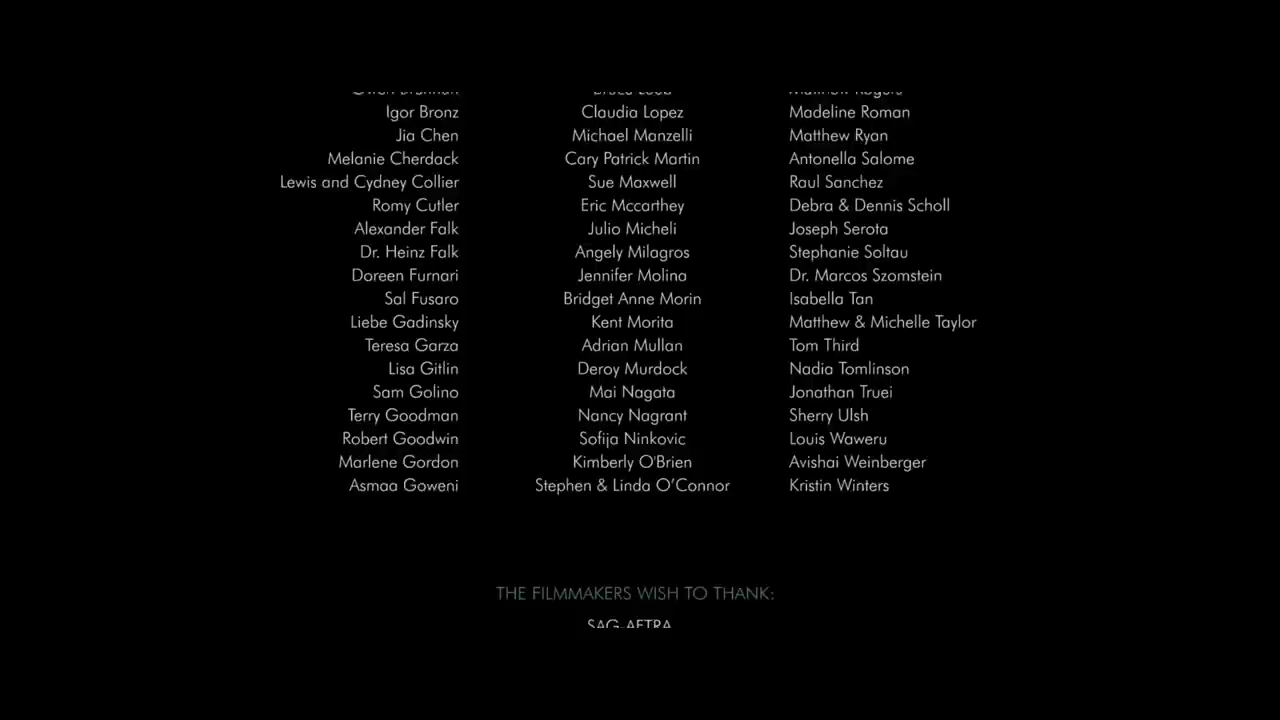 Igor Bronz
Jia Chen
Melanie Cherdack
Lewis and Cydney Collier
Romy Cutler
Alexander Falk
Dr. Heinz Falk
Doreen Furnari
Sal Fusaro
Liebe Gadinsky
Teresa Garza
Lisa Gitlin
Sam Golino
Terry Goodman
Robert Goodwin
Marlene Gordon
Asmaa Goweni
Claudia Lopez
Michael Manzelli
Cary Patrick Martin
Sue Maxwell
Eric Mccarthey
Julio Micheli
Angely Milagros
Jennifer Molina
Bridget Anne Morin
Kent Morita
Adrian Mullan
Deroy Murdock
Mai Nagata
Nancy Nagrant
Sofija Ninkovic
Kimberly O'Brien
Stephen & Linda O’Connor
Matthew Rogers
Madeline Roman
Matthew Ryan
Antonella Salome
Raul Sanchez
Debra & Dennis Scholl
Joseph Serota
Stephanie Soltau
Dr. Marcos Szomstein
Isabella Tan
Matthew & Michelle Taylor
Tom Third
Nadia Tomlinson
Jonathan Truei
Sherry Ulsh
Louis Waweru
Avishai Weinberger
Kristin Winters
THE FILMMAKERS WISH TO THANK:
SAG-AFTRA